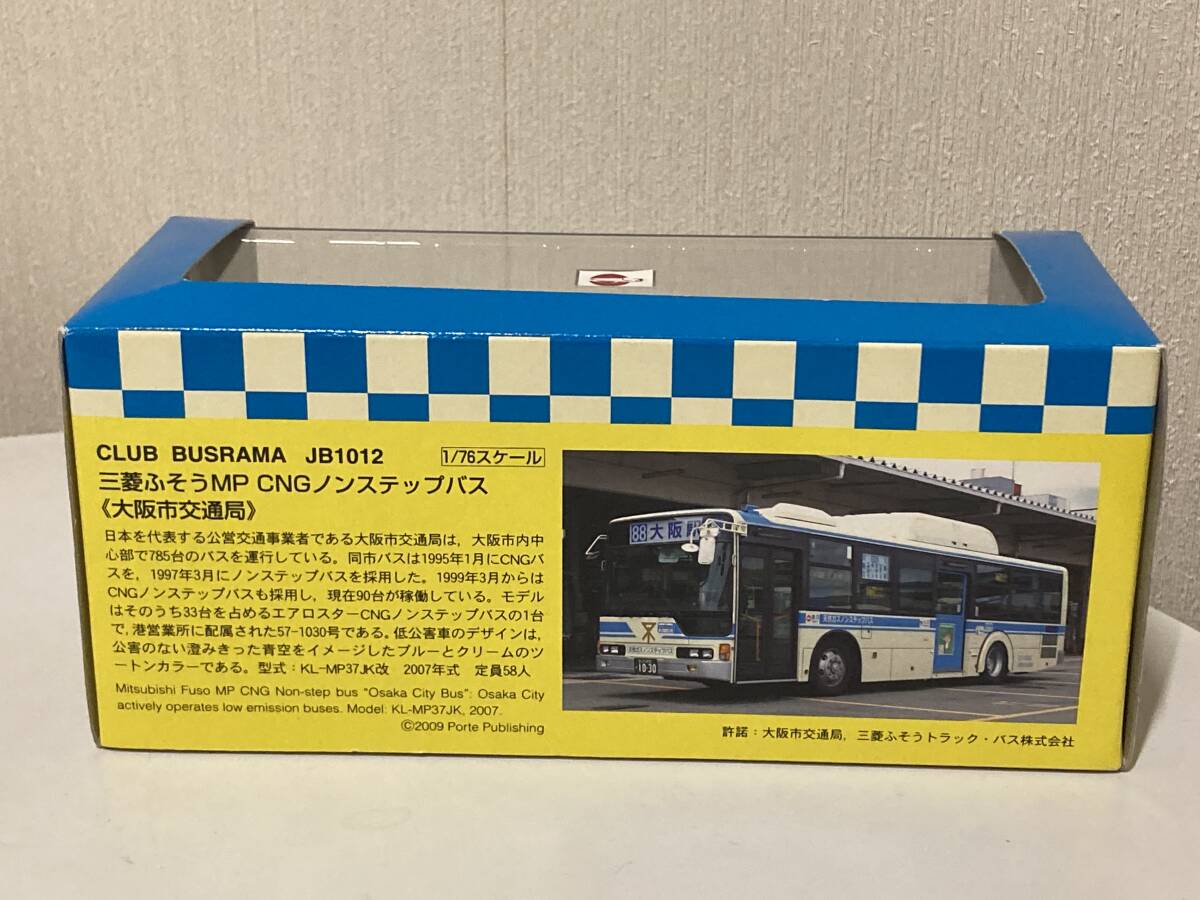 CLUB BUSRAMA JB1012 1/76スケール
三菱ふそうMP CNGノンステップバス
《大阪市交通局》
日本を代表する公営交通事業者である大阪市交通局は，大阪市内中
心部で785台のバスを運行している。同市バスは1995年1月にCNGバ
スを，1997年3月にノンステップバスを採用した。1999年3月からは
CNGノンステップバスも採用し，現在90台が稼働している。モデル
はそのうち33台を占めるエアロスターCNGノンステップバスの1台
で，港営業所に配属された57-1030号である。低公害車のデザインは，
公害のない澄みきった青空をイメージしたブルーとクリームのツ
ートンカラーである。型式：KL-MP37JK改 2007年式 定員58人
Mitsubishi Fuso MP CNG Non-step bus "Osaka City Bus": Osaka City
actively operates low emission buses. Model: KL-MP37JK, 2007.
©2009 Porte Publishing
88 大阪
天然ガスノンステップバス
10-30
許諾：大阪市交通局，三菱ふそうトラック・バス株式会社